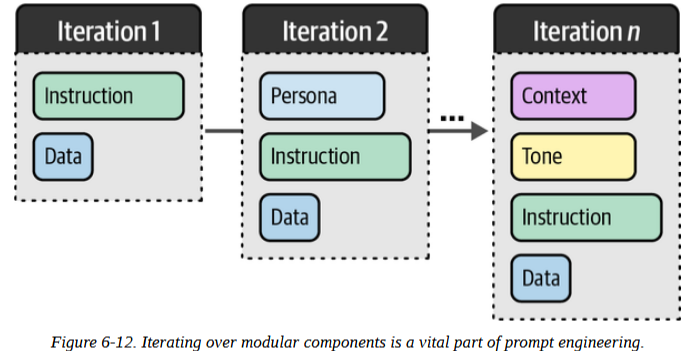 Iteration 1
Instruction
Data
Iteration 2
Persona
Instruction
Data
...
Iteration n
Context
Tone
Instruction
Data
Figure 6-12. Iterating over modular components is a vital part of prompt engineering.